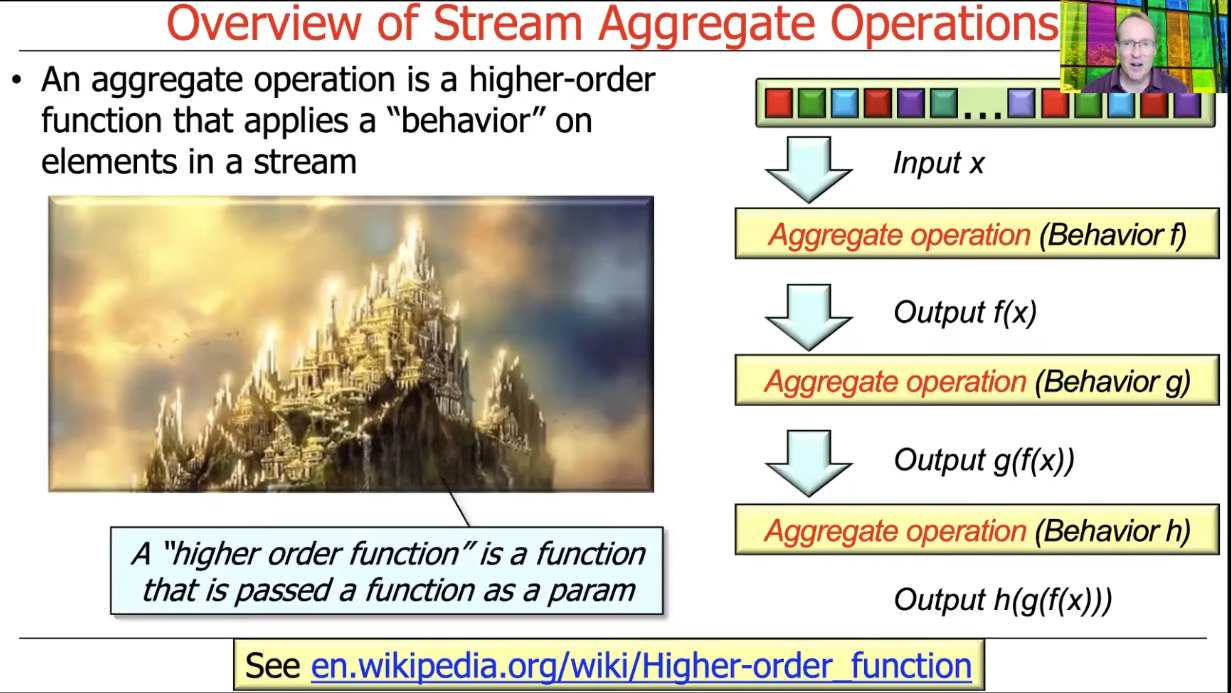 Overview of Stream Aggregate Operations
• An aggregate operation is a higher-order
function that applies a “behavior” on
elements in a stream
...
Input x
Aggregate operation (Behavior f)
Output f(x)
Aggregate operation (Behavior g)
Output g(f(x))
Aggregate operation (Behavior h)
Output h(g(f(x)))
A “higher order function” is a function
that is passed a function as a param
See en.wikipedia.org/wiki/Higher-order_function